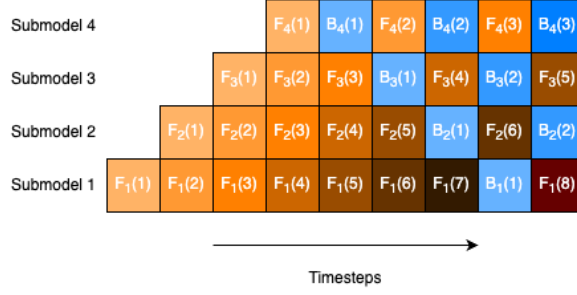 Submodel 4 F₄(1) B₄(1) F₄(2) B₄(2) F₄(3) B₄(3)
Submodel 3 F₃(1) F₃(2) F₃(3) B₃(1) F₃(4) B₃(2) F₃(5)
Submodel 2 F₂(1) F₂(2) F₂(3) F₂(4) F₂(5) B₂(1) F₂(6) B₂(2)
Submodel 1 F₁(1) F₁(2) F₁(3) F₁(4) F₁(5) F₁(6) F₁(7) B₁(1) F₁(8)
Timesteps